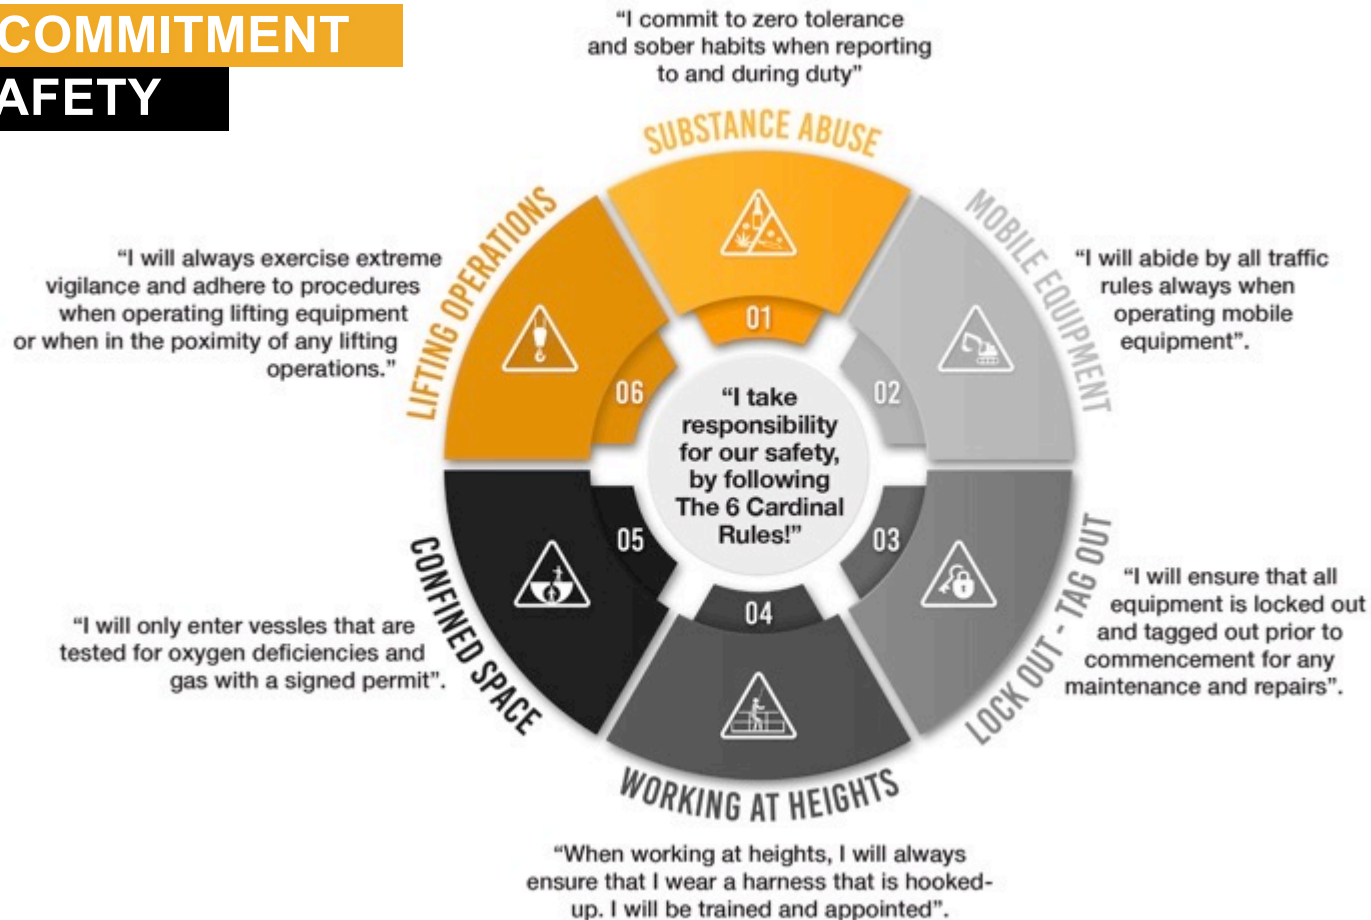 COMMITMENT
AFETY
“I commit to zero tolerance
and sober habits when reporting
to and during duty”
SUBSTANCE ABUSE
01
MOBILE EQUIPMENT
02
“I will abide by all traffic
rules always when
operating mobile
equipment”.
LOCK OUT - TAG OUT
03
“I will ensure that all
equipment is locked out
and tagged out prior to
commencement for any
maintenance and repairs”.
WORKING AT HEIGHTS
04
“When working at heights, I will always
ensure that I wear a harness that is hooked-
up. I will be trained and appointed”.
CONFINED SPACE
05
“I will only enter vessles that are
tested for oxygen deficiencies and
gas with a signed permit”.
LIFTING OPERATIONS
06
“I will always exercise extreme
vigilance and adhere to procedures
when operating lifting equipment
or when in the poximity of any lifting
operations.”
“I take
responsibility
for our safety,
by following
The 6 Cardinal
Rules!”